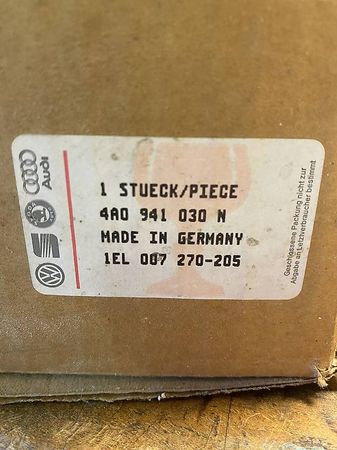 Audi
1 STUECK/PIECE
4A0 941 030 N
MADE IN GERMANY
1EL 007 270-205
Geschlossene Packung nicht zur
Abgabe an Letztverbraucher bestimmt